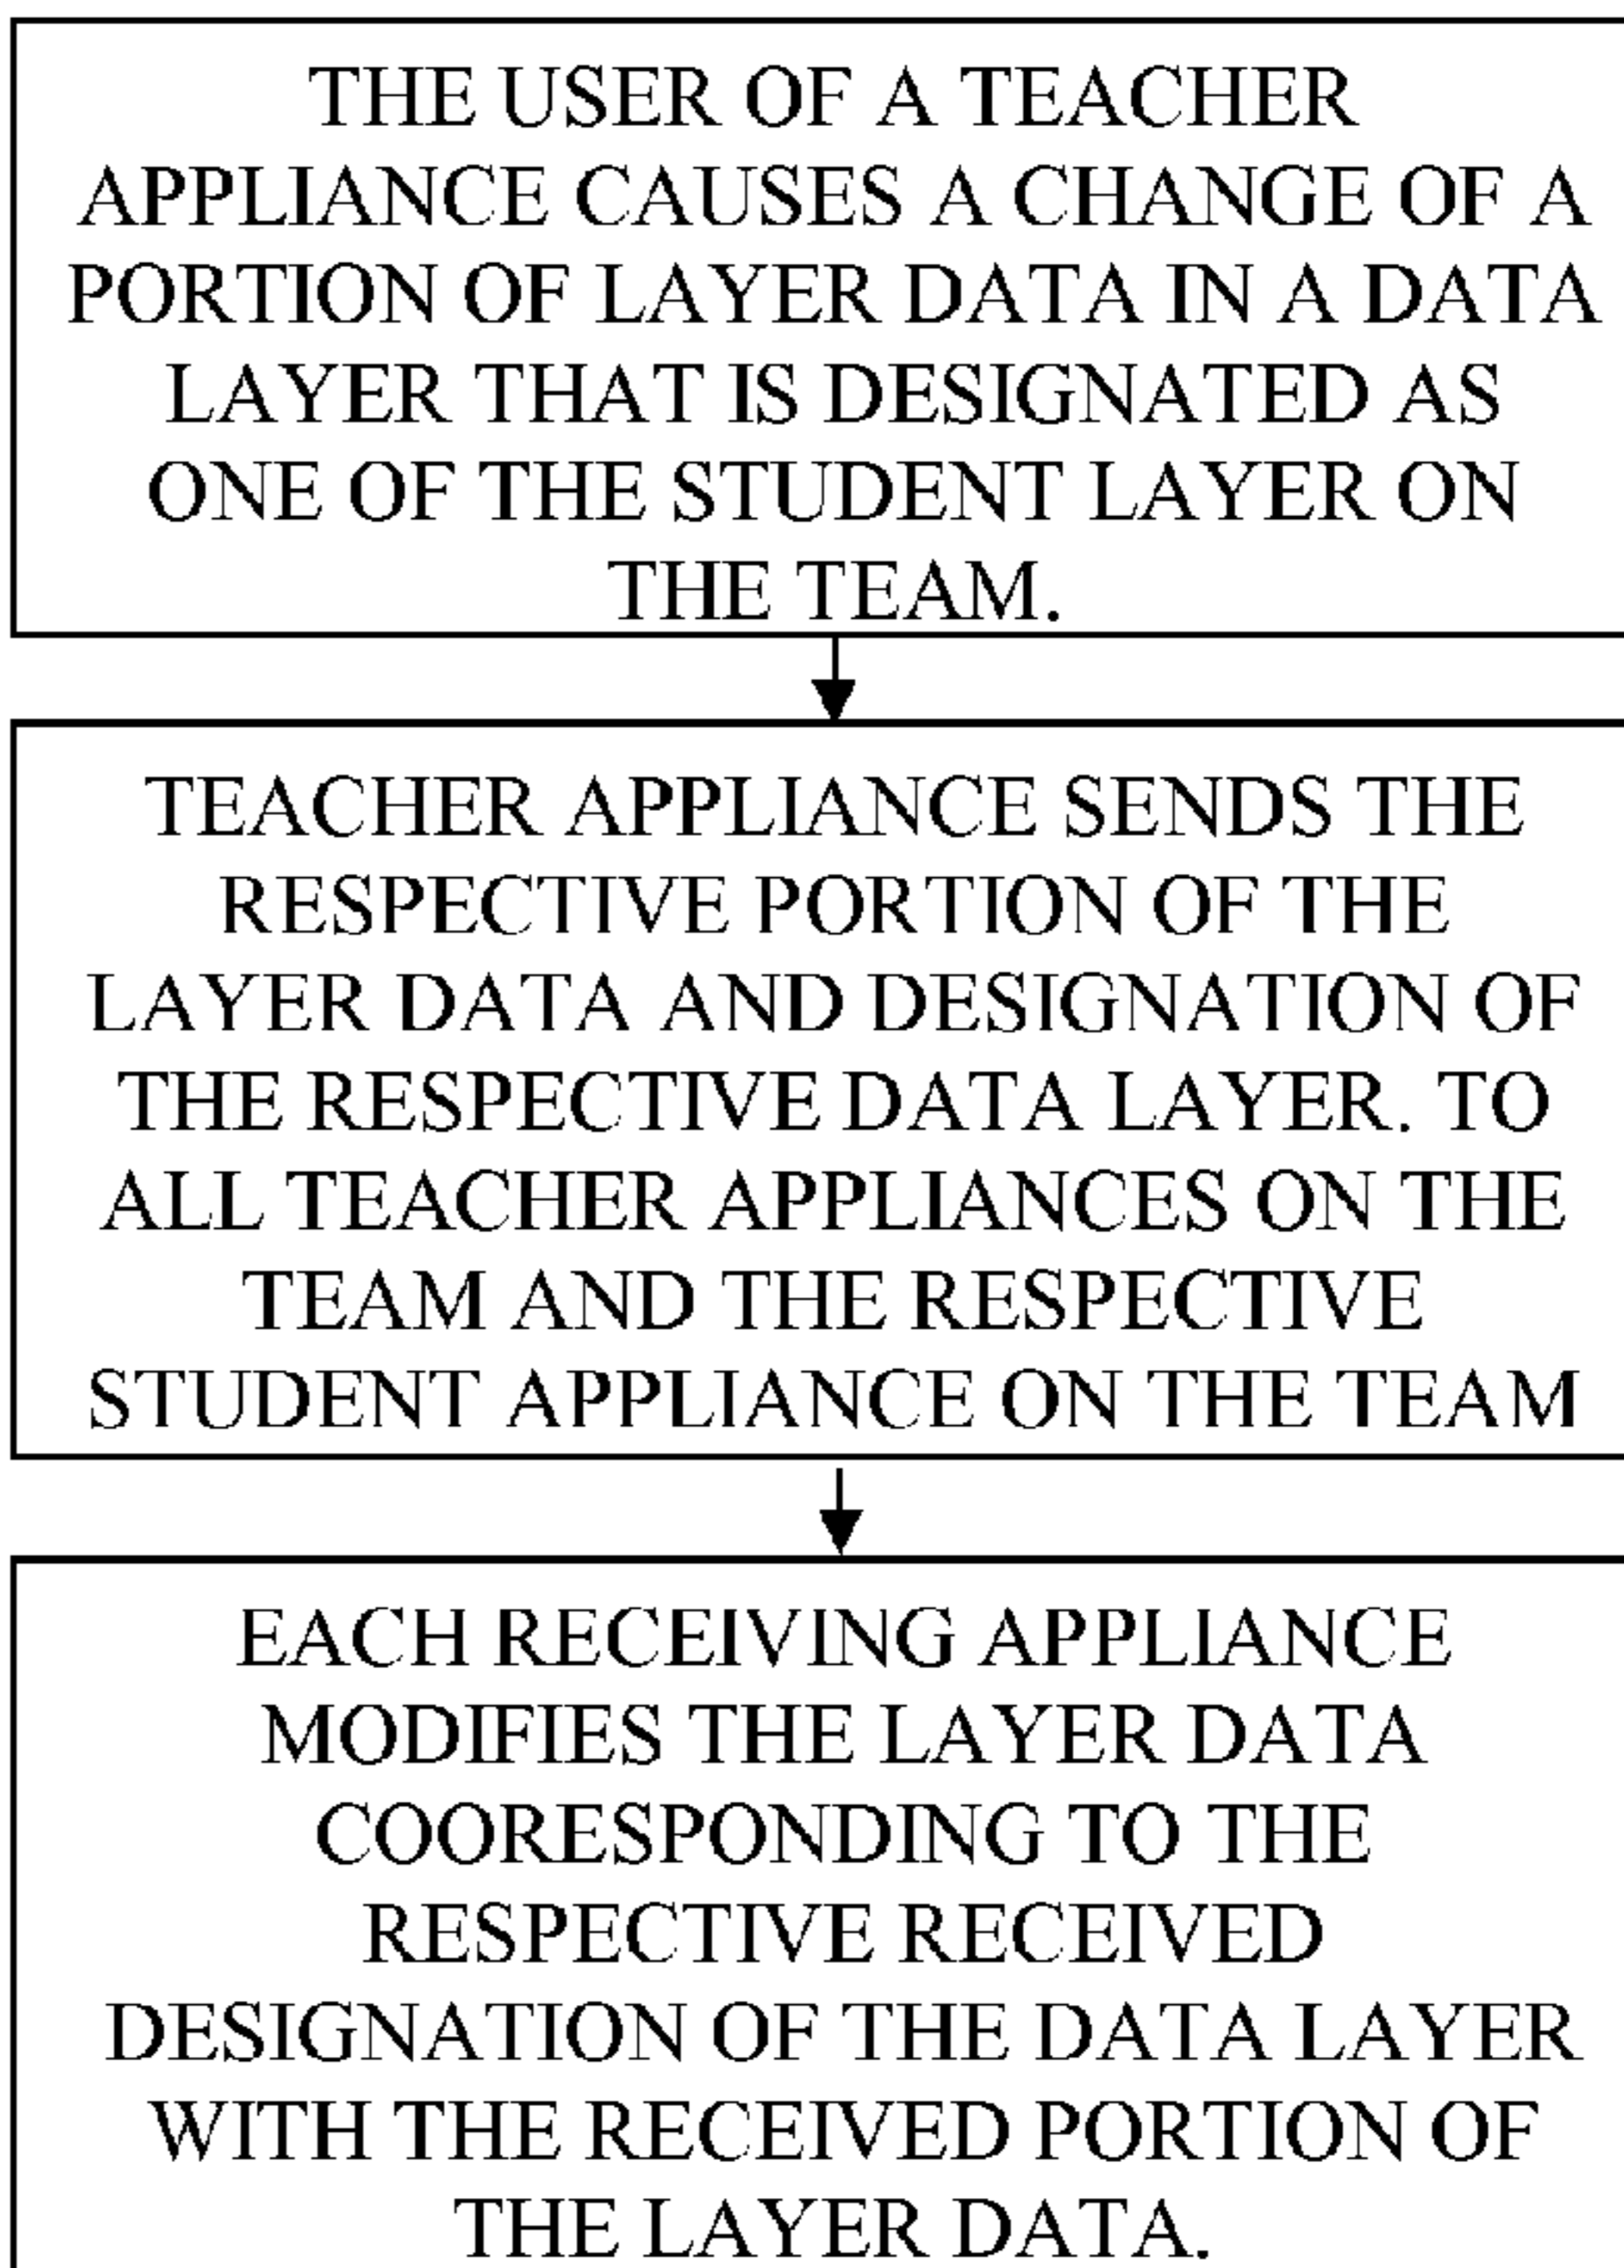 THE USER OF A TEACHER
APPLIANCE CAUSES A CHANGE OF A
PORTION OF LAYER DATA IN A DATA
LAYER THAT IS DESIGNATED AS
ONE OF THE STUDENT LAYER ON
THE TEAM.
TEACHER APPLIANCE SENDS THE
RESPECTIVE PORTION OF THE
LAYER DATA AND DESIGNATION OF
THE RESPECTIVE DATA LAYER. TO
ALL TEACHER APPLIANCES ON THE
TEAM AND THE RESPECTIVE
STUDENT APPLIANCE ON THE TEAM
EACH RECEIVING APPLIANCE
MODIFIES THE LAYER DATA
COORESPONDING TO THE
RESPECTIVE RECEIVED
DESIGNATION OF THE DATA LAYER
WITH THE RECEIVED PORTION OF
THE LAYER DATA.